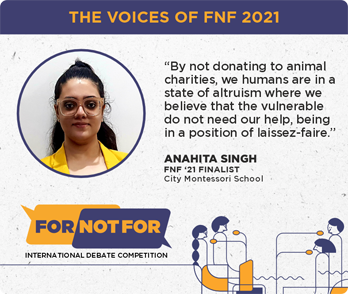 THE VOICES OF FNF 2021
“By not donating to animal
charities, we humans are in a
state of altruism where we
believe that the vulnerable
do not need our help, being
in a position of laissez-faire.”
ANAHITA SINGH
FNF ‘21 FINALIST
City Montessori School
FOR NOT FOR
INTERNATIONAL DEBATE COMPETITION